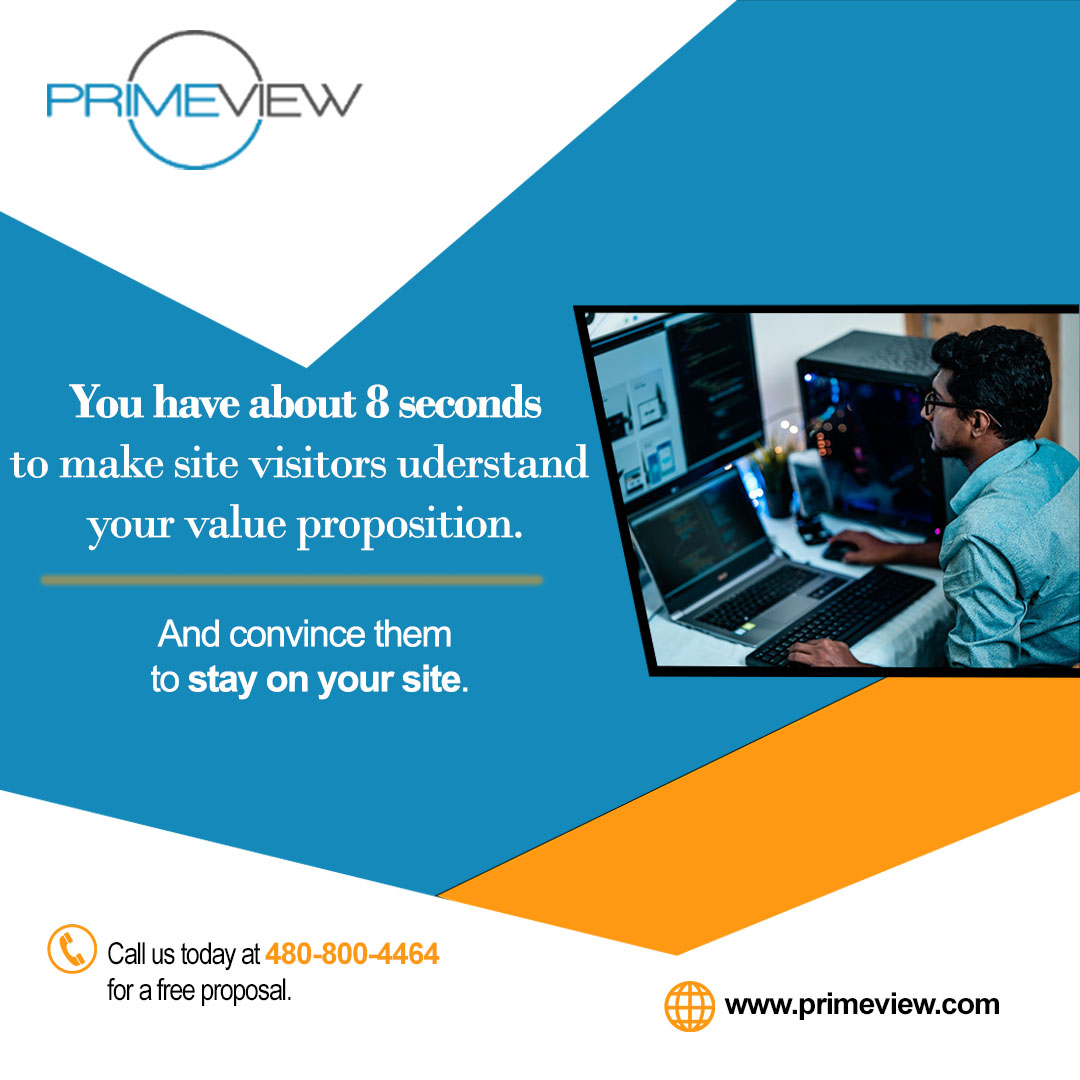 PRIMEVIEW
You have about 8 seconds
to make site visitors uderstand
your value proposition.
And convince them
to stay on your site.
Call us today at 480-800-4464
for a free proposal.
www.primeview.com